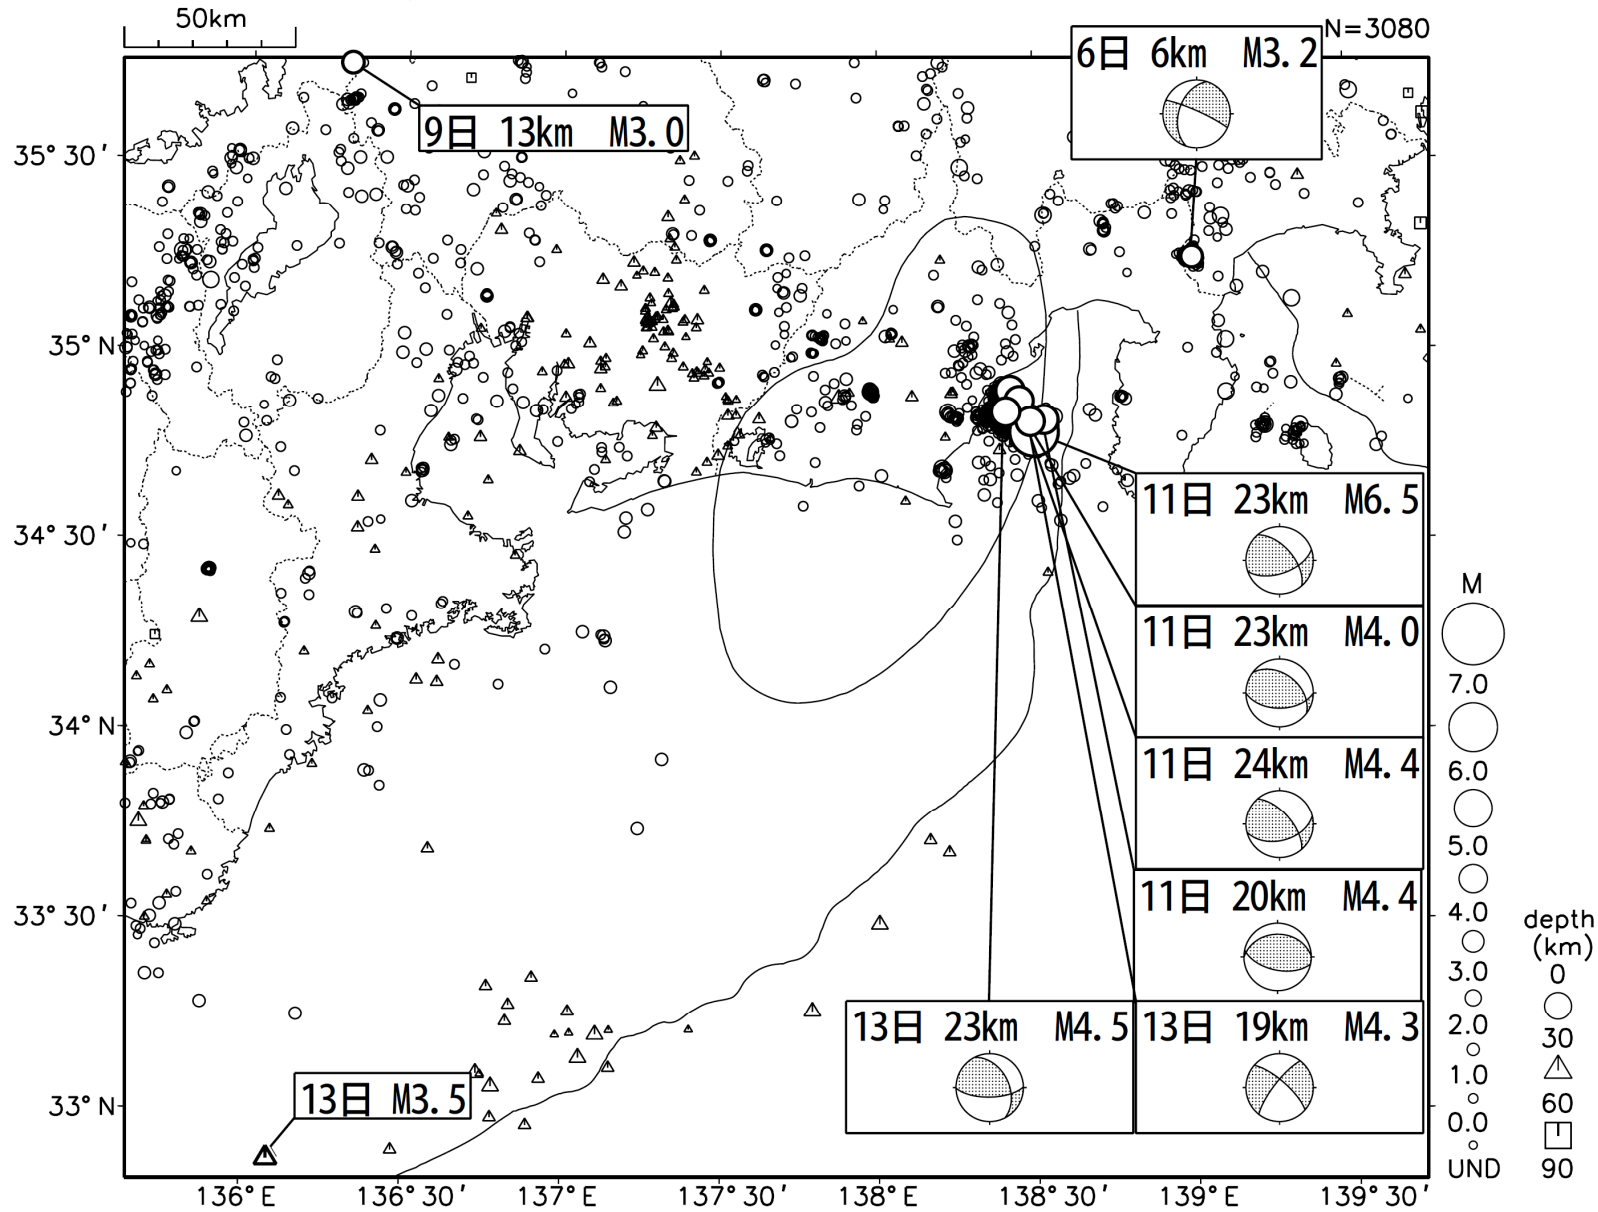 50km
N=3080
6日 6km M3.2
9日 13km M3.0
35°30′
35°N
34°30′
34°N
33°30′
33°N
11日 23km M6.5
11日 23km M4.0
11日 24km M4.4
11日 20km M4.4
13日 23km M4.5
13日 19km M4.3
13日 M3.5
M
7.0
6.0
5.0
4.0
3.0
2.0
1.0
0.0
UND
depth
(km)
0
30
60
90
136°E
136°30′
137°E
137°30′
138°E
138°30′
139°E
139°30′